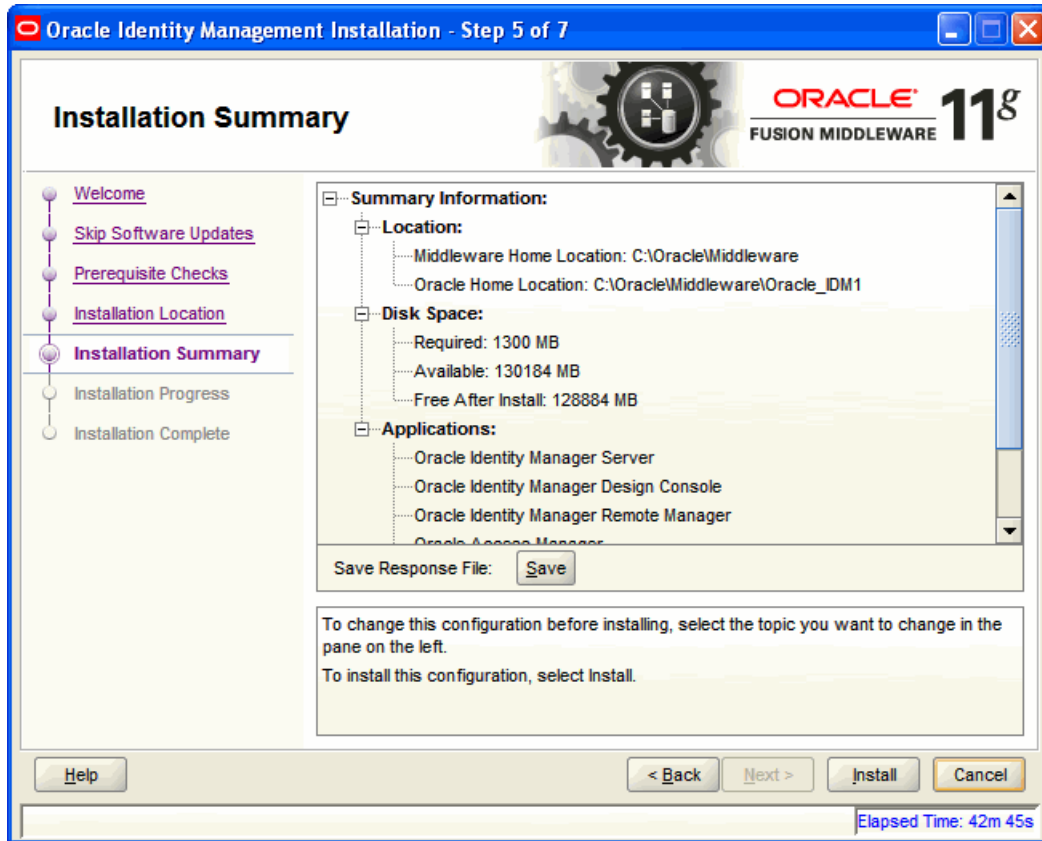 Oracle Identity Management Installation - Step 5 of 7
Installation Summary
ORACLE
FUSION MIDDLEWARE
11g
Welcome
Skip Software Updates
Prerequisite Checks
Installation Location
Installation Summary
Installation Progress
Installation Complete
Summary Information:
Location:
Middleware Home Location: C:\Oracle\Middleware
Oracle Home Location: C:\Oracle\Middleware\Oracle_IDM1
Disk Space:
Required: 1300 MB
Available: 130184 MB
Free After Install: 128884 MB
Applications:
Oracle Identity Manager Server
Oracle Identity Manager Design Console
Oracle Identity Manager Remote Manager
Oracle Access Manager
Save Response File: Save
To change this configuration before installing, select the topic you want to change in the
pane on the left.
To install this configuration, select Install.
Help
< Back
Next >
Install
Cancel
Elapsed Time: 42m 45s